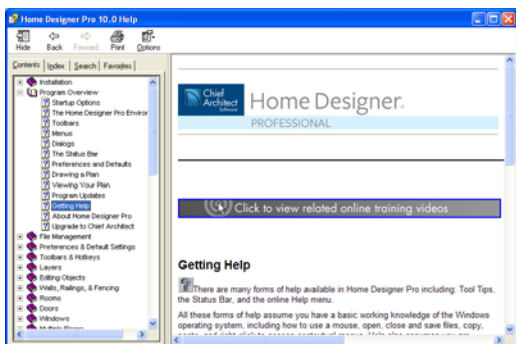 Home Designer Pro 10.0 Help
Hide Back Forward Print Options
Contents Index Search Favorites
Installation
Program Overview
Startup Options
The Home Designer Pro Enviror
Toolbars
Menus
Dialogs
The Status Bar
Preferences and Defaults
Drawing a Plan
Viewing Your Plan
Program Updates
Getting Help
About Home Designer Pro
Upgrade to Chief Architect
File Management
Preferences & Default Settings
Toolbars & Hotkeys
Layers
Editing Objects
Walls, Railings, & Fencing
Rooms
Doors
Windows
Chief
Architect
Software
Home Designer®
PROFESSIONAL
Click to view related online training videos
Getting Help
There are many forms of help available in Home Designer Pro including: Tool Tips,
the Status Bar, and the online Help menu.
All these forms of help assume you have a basic working knowledge of the Windows
operating system, including how to use a mouse, open, close and save files, copy,